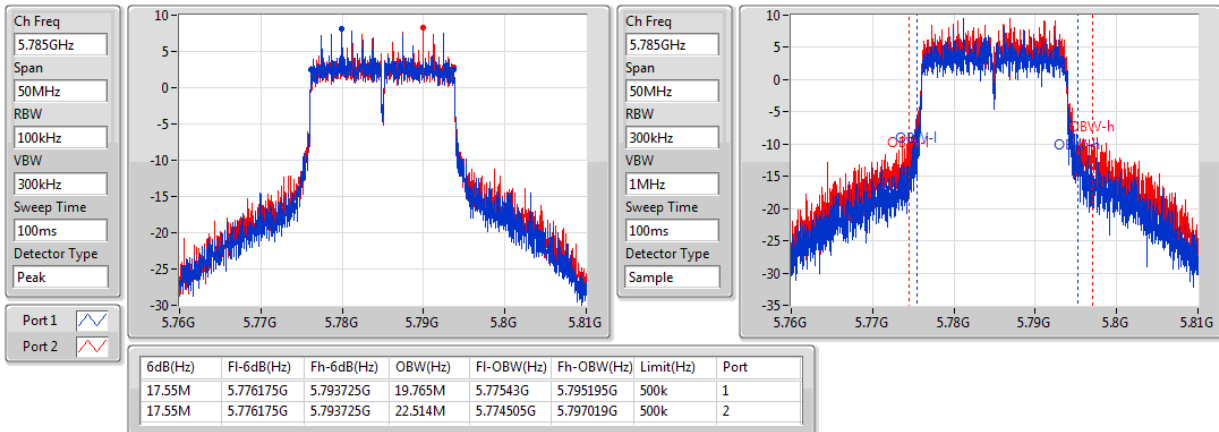 Ch Freq
5.785GHz
Span
50MHz
RBW
100kHz
VBW
300kHz
Sweep Time
100ms
Detector Type
Peak
Port 1
Port 2
10
5
0
-5
-10
-15
-20
-25
-30
5.76G 5.77G 5.78G 5.79G 5.8G 5.81G
Ch Freq
5.785GHz
Span
50MHz
RBW
300kHz
VBW
1MHz
Sweep Time
100ms
Detector Type
Sample
10
5
0
-5
-10
-15
-20
-25
-30
-35
OBW-l
OBW-h
5.76G 5.77G 5.78G 5.79G 5.8G 5.81G
6dB(Hz) Fl-6dB(Hz) Fh-6dB(Hz) OBW(Hz) Fl-OBW(Hz) Fh-OBW(Hz) Limit(Hz) Port
17.55M 5.776175G 5.793725G 19.765M 5.77543G 5.795195G 500k 1
17.55M 5.776175G 5.793725G 22.514M 5.774505G 5.797019G 500k 2